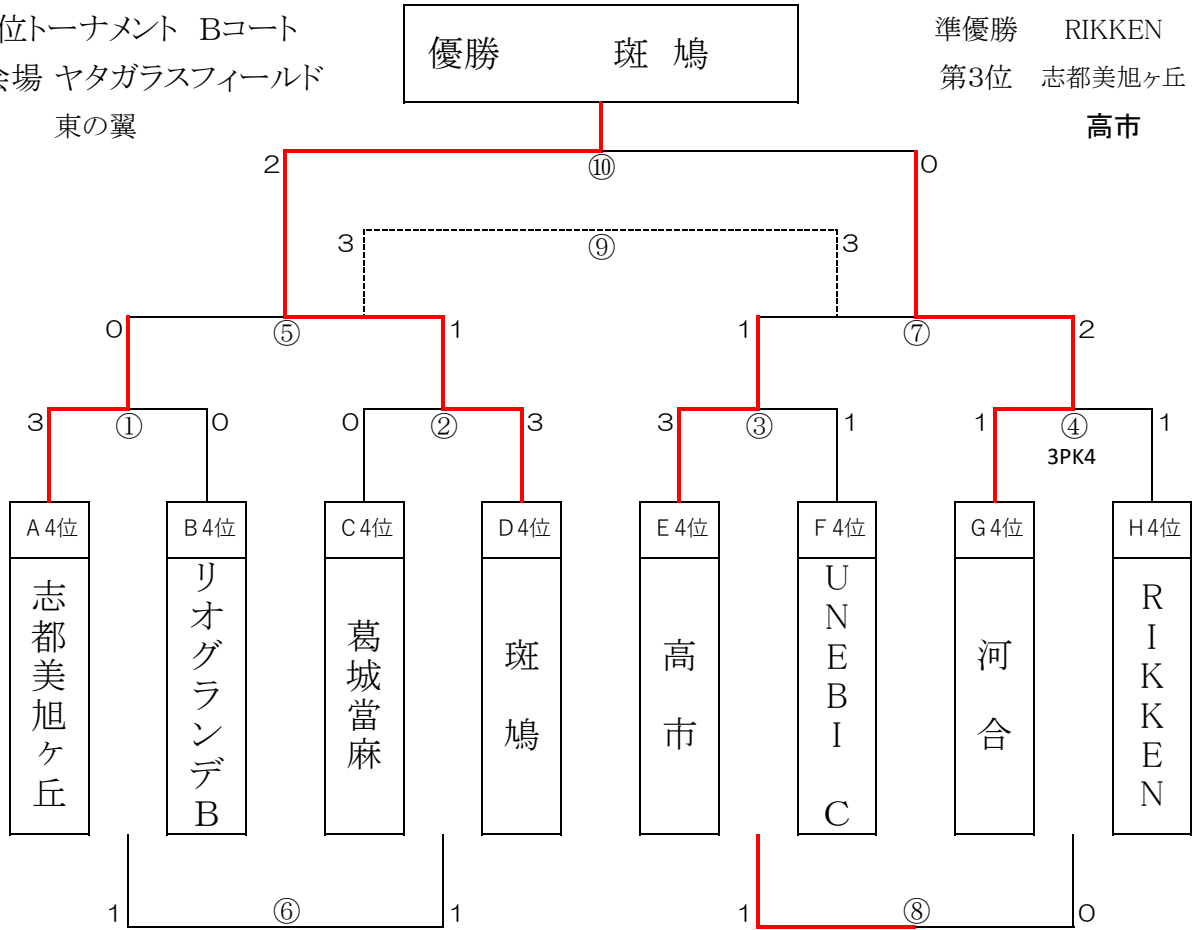 位トーナメント Bコート
会場 ヤタガラスフィールド
東の翼
優勝 斑鳩
準優勝 RIKKEN
第3位 志都美旭ヶ丘
高市
2 ⑩ 0
3 ⑨ 3
0 ⑤ 1 1 ⑦ 2
3 ① 0 0 ② 3 3 ③ 1 1 ④ 1
3PK4
A4位 B4位 C4位 D4位 E4位 F4位 G4位 H4位
志都美旭ヶ丘
リオグランデB
葛城當麻
斑鳩
高市
UNEBI C
河合
RIKKEN
1 ⑥ 1 1 ⑧ 0